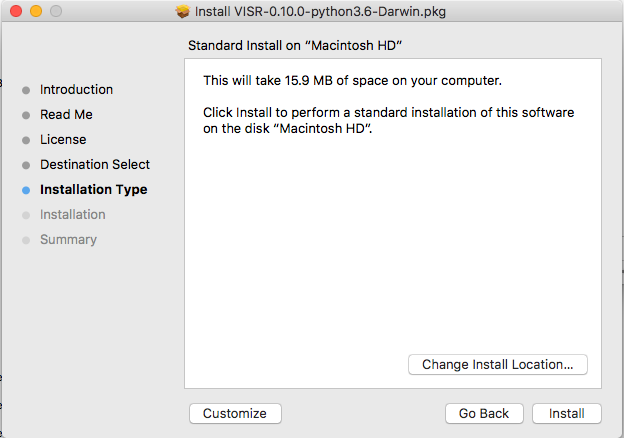 Install VISR-0.10.0-python3.6-Darwin.pkg
Standard Install on “Macintosh HD”
Introduction
Read Me
License
Destination Select
Installation Type
Installation
Summary
This will take 15.9 MB of space on your computer.
Click Install to perform a standard installation of this software
on the disk “Macintosh HD”.
Change Install Location...
Customize
Go Back
Install